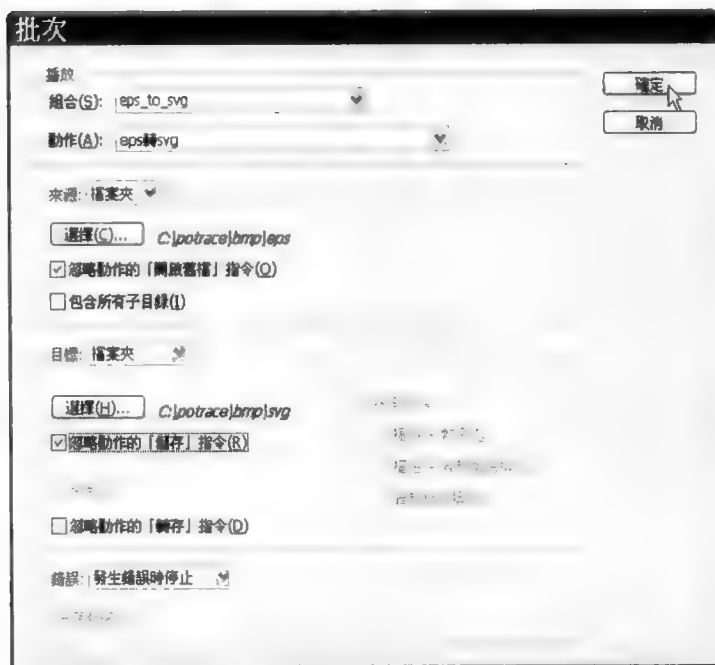 批次
播放
組合(S): eps_to_svg
確定
動作(A): eps轉svg
取消
來源: 檔案夾
選擇(C)... C:\potrace\bmp\eps
忽略動作的「開啟舊檔」指令(O)
包含所有子目錄(I)
目標: 檔案夾
選擇(H)... C:\potrace\bmp\svg
忽略動作的「儲存」指令(R)
忽略動作的「轉存」指令(D)
錯誤: 發生錯誤時停止